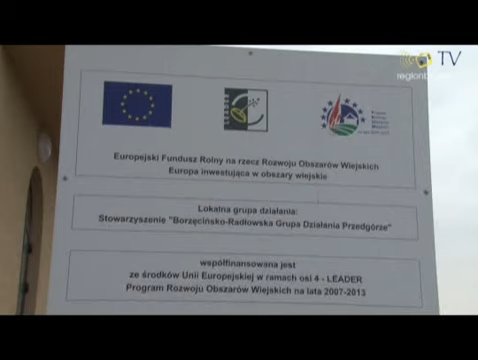 TV
Europejski Fundusz Rolny na rzecz Rozwoju Obszarów Wiejskich
Europa inwestująca w obszary wiejskie
Lokalna grupa działania:
Stowarzyszenie "Borzęcińsko-Radłowska Grupa Działania Przedgórze"
współfinansowana jest
ze środków Unii Europejskiej w ramach osi 4 - LEADER
Program Rozwoju Obszarów Wiejskich na lata 2007-2013